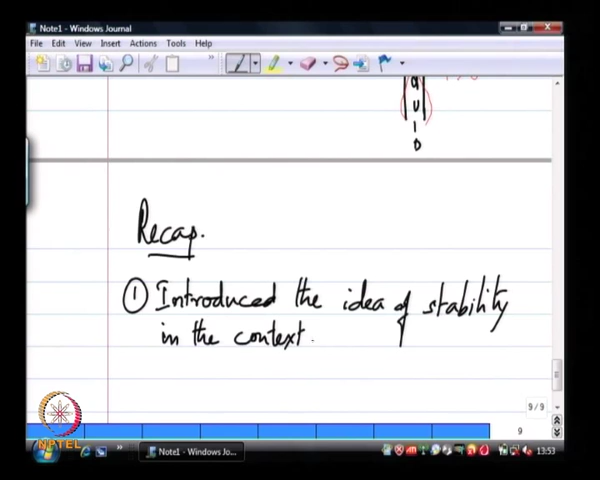 Note1 - Windows Journal
File Edit View Insert Actions Tools Help
Recap.
① Introduced the idea of stability
in the context.
9/9
9
NPTEL
Note1 - Windows Jo...
13:53